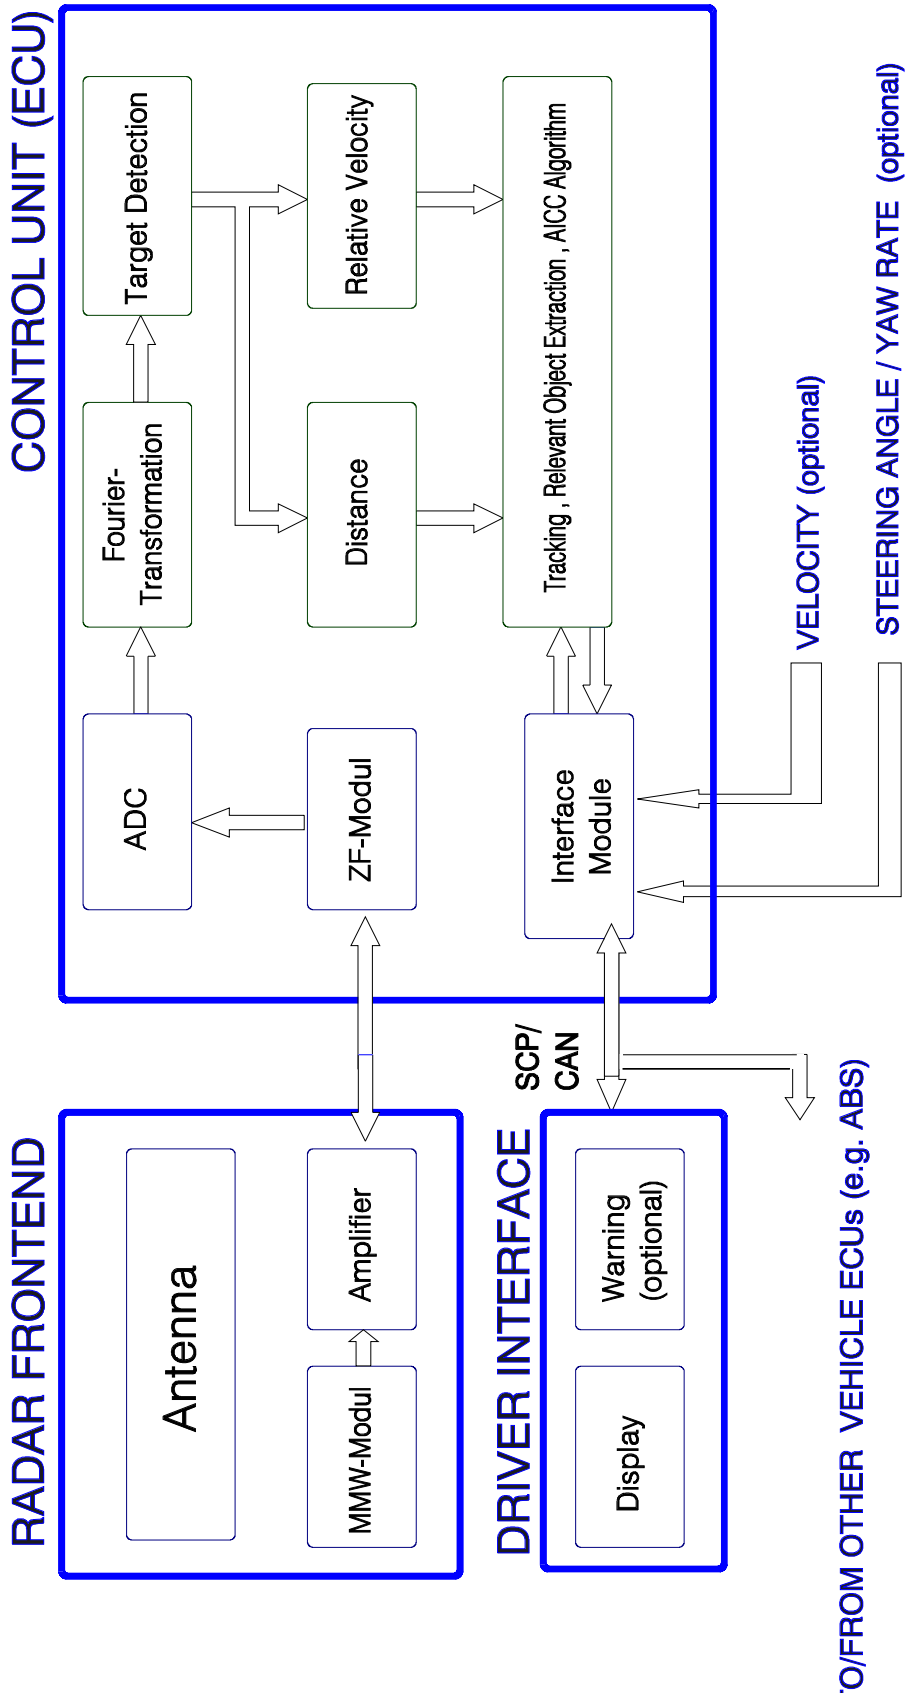 RADAR FRONTEND
Antenna
MMW-Modul
Amplifier
CONTROL UNIT (ECU)
ADC
Fourier-
Transformation
Target Detection
ZF-Modul
Distance
Relative Velocity
Interface
Module
Tracking , Relevant Object Extraction , AICC Algorithm
SCP/
CAN
DRIVER INTERFACE
Display
Warning
(optional)
VELOCITY (optional)
STEERING ANGLE / YAW RATE (optional)
TO/FROM OTHER VEHICLE ECUs (e.g. ABS)